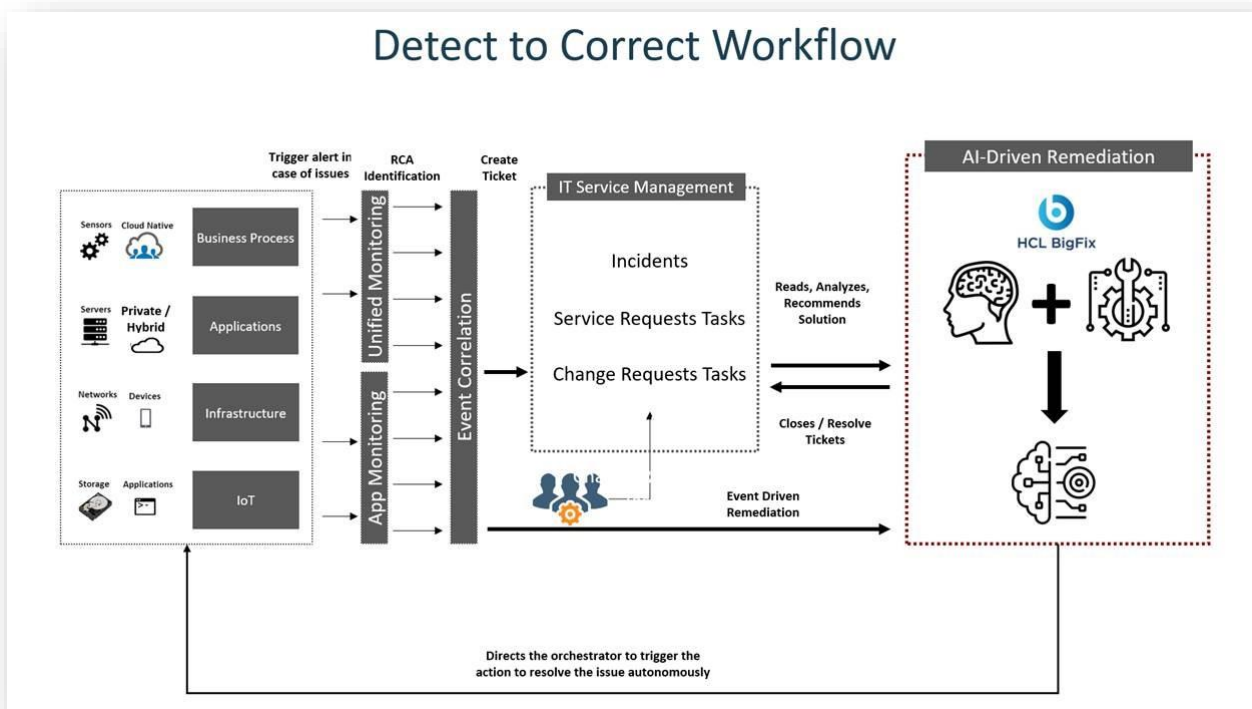 Detect to Correct Workflow
Trigger alert in
case of issues
RCA
Identification
Create
Ticket
Sensors
Cloud Native
Business Process
Servers
Private /
Hybrid
Applications
Networks
Devices
Infrastructure
Storage
Applications
IoT
Unified Monitoring
App Monitoring
Event Correlation
IT Service Management
Incidents
Service Requests Tasks
Change Requests Tasks
Reads, Analyzes,
Recommends
Solution
Closes / Resolve
Tickets
Event Driven
Remediation
AI-Driven Remediation
HCL BigFix
Directs the orchestrator to trigger the
action to resolve the issue autonomously